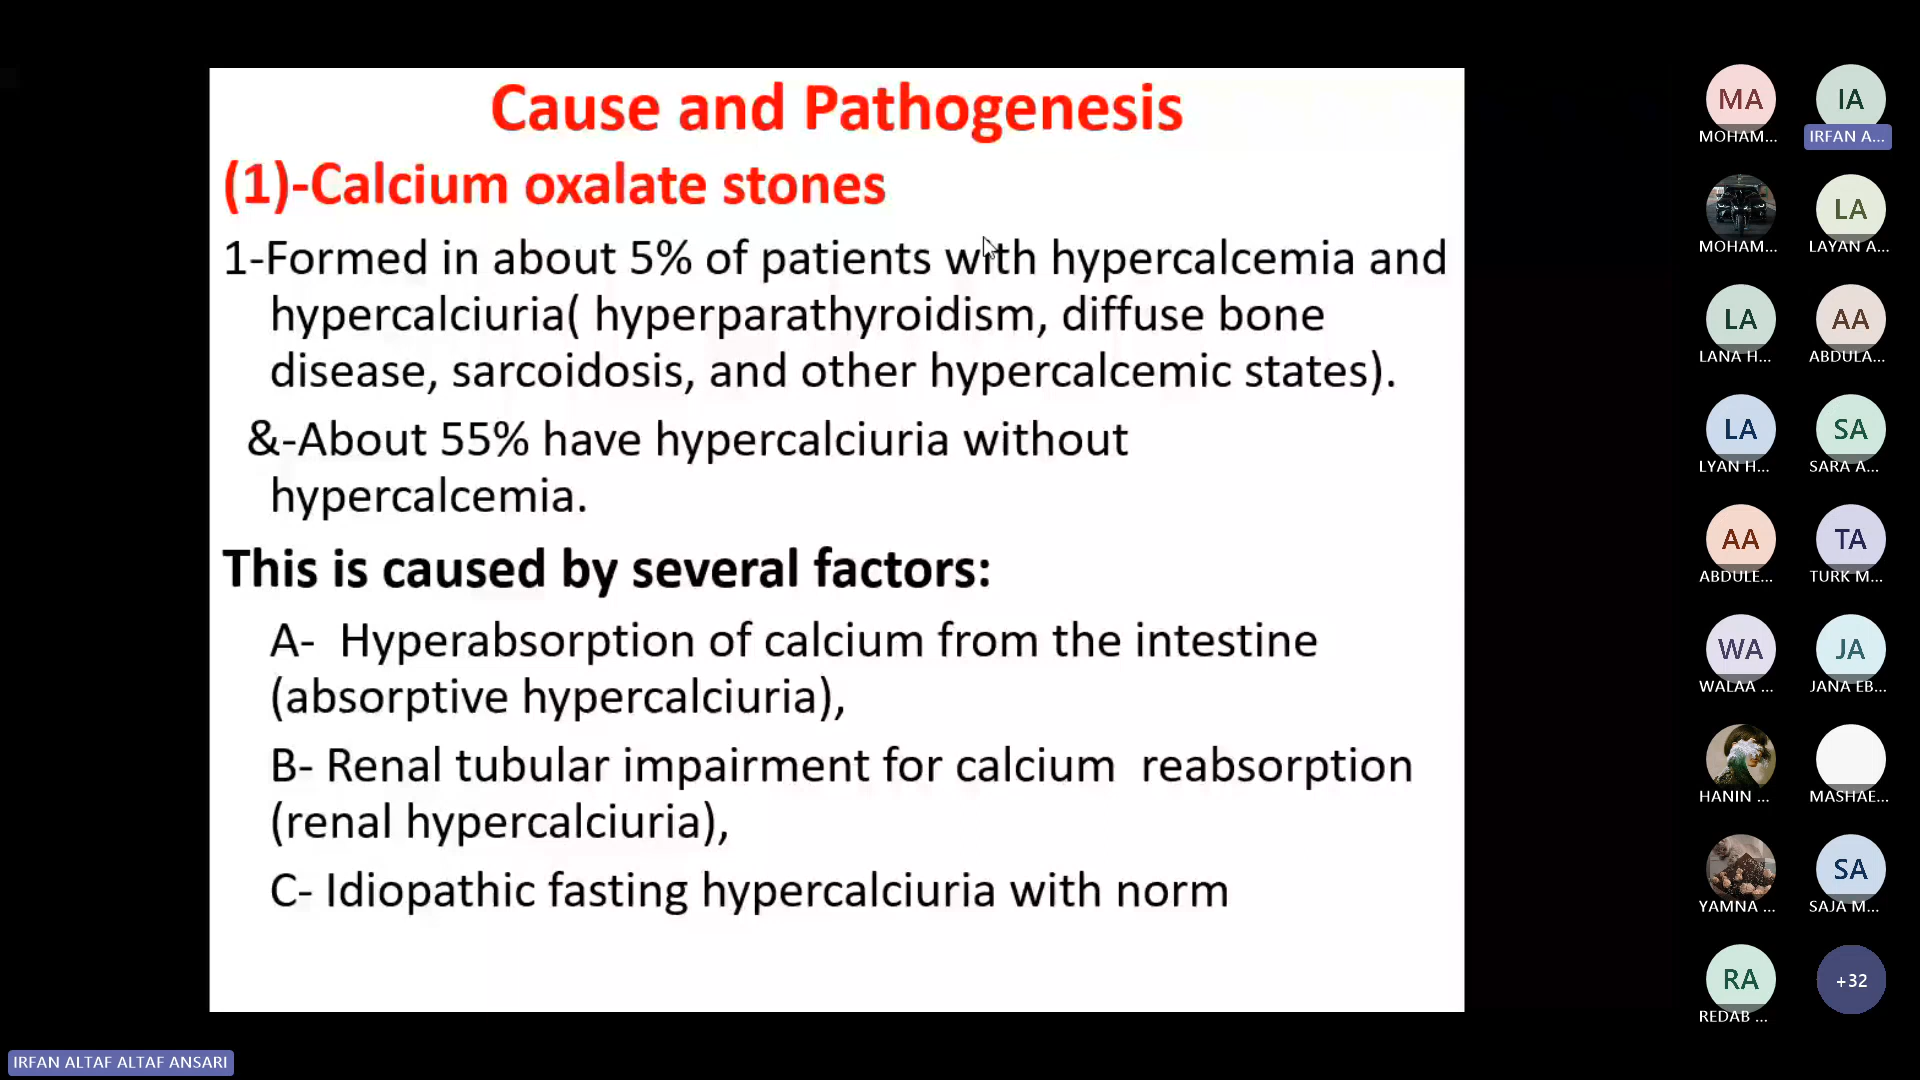 Cause and Pathogenesis
(1)-Calcium oxalate stones
1-Formed in about 5% of patients with hypercalcemia and
hypercalciuria( hyperparathyroidism, diffuse bone
disease, sarcoidosis, and other hypercalcemic states).
&-About 55% have hypercalciuria without
hypercalcemia.
This is caused by several factors:
A- Hyperabsorption of calcium from the intestine
(absorptive hypercalciuria),
B- Renal tubular impairment for calcium reabsorption
(renal hypercalciuria),
C- Idiopathic fasting hypercalciuria with norm
MA
MOHAM...
IA
IRFAN A...
MOHAM...
LA
LAYAN A...
LA
LANA H...
AA
ABDULA...
LA
LYAN H...
SA
SARA A...
AA
ABDULE...
TA
TURK M...
WA
WALAA ...
JA
JANA EB...
HANIN ...
MASHAE...
YAMNA ...
SA
SAJA M...
RA
REDAB ...
+32
IRFAN ALTAF ALTAF ANSARI